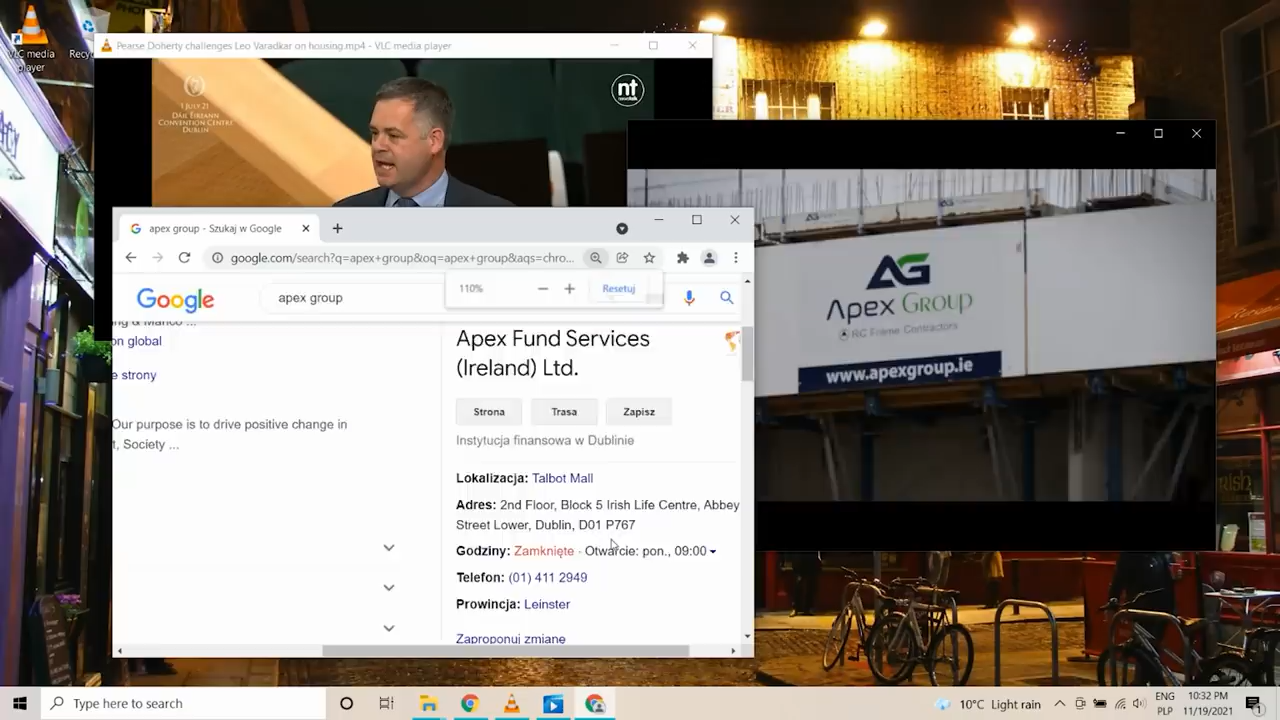 VLC media
player
Recyc
Pearse Doherty challenges Leo Varadkar on housing.mp4 - VLC media player
1 JULY 21
DÁIL ÉIREANN
CONVENTION CENTRE
DUBLIN
nt
newstalk
apex group - Szukaj w Google
google.com/search?q=apex+group&oq=apex+group&aqs=chro...
Google
apex group
110%
Resetuj
on global
e strony
Our purpose is to drive positive change in
t, Society ...
Apex Fund Services
(Ireland) Ltd.
Strona
Trasa
Zapisz
Instytucja finansowa w Dublinie
Lokalizacja: Talbot Mall
Adres: 2nd Floor, Block 5 Irish Life Centre, Abbey
Street Lower, Dublin, D01 P767
Godziny: Zamknięte · Otwarcie: pon., 09:00
Telefon: (01) 411 2949
Prowincja: Leinster
Zaproponuj zmianę
AG
Apex Group
RC Frame Contractors
www.apexgroup.ie
Type here to search
10°C Light rain
ENG
PLP
10:32 PM
11/19/2021
1